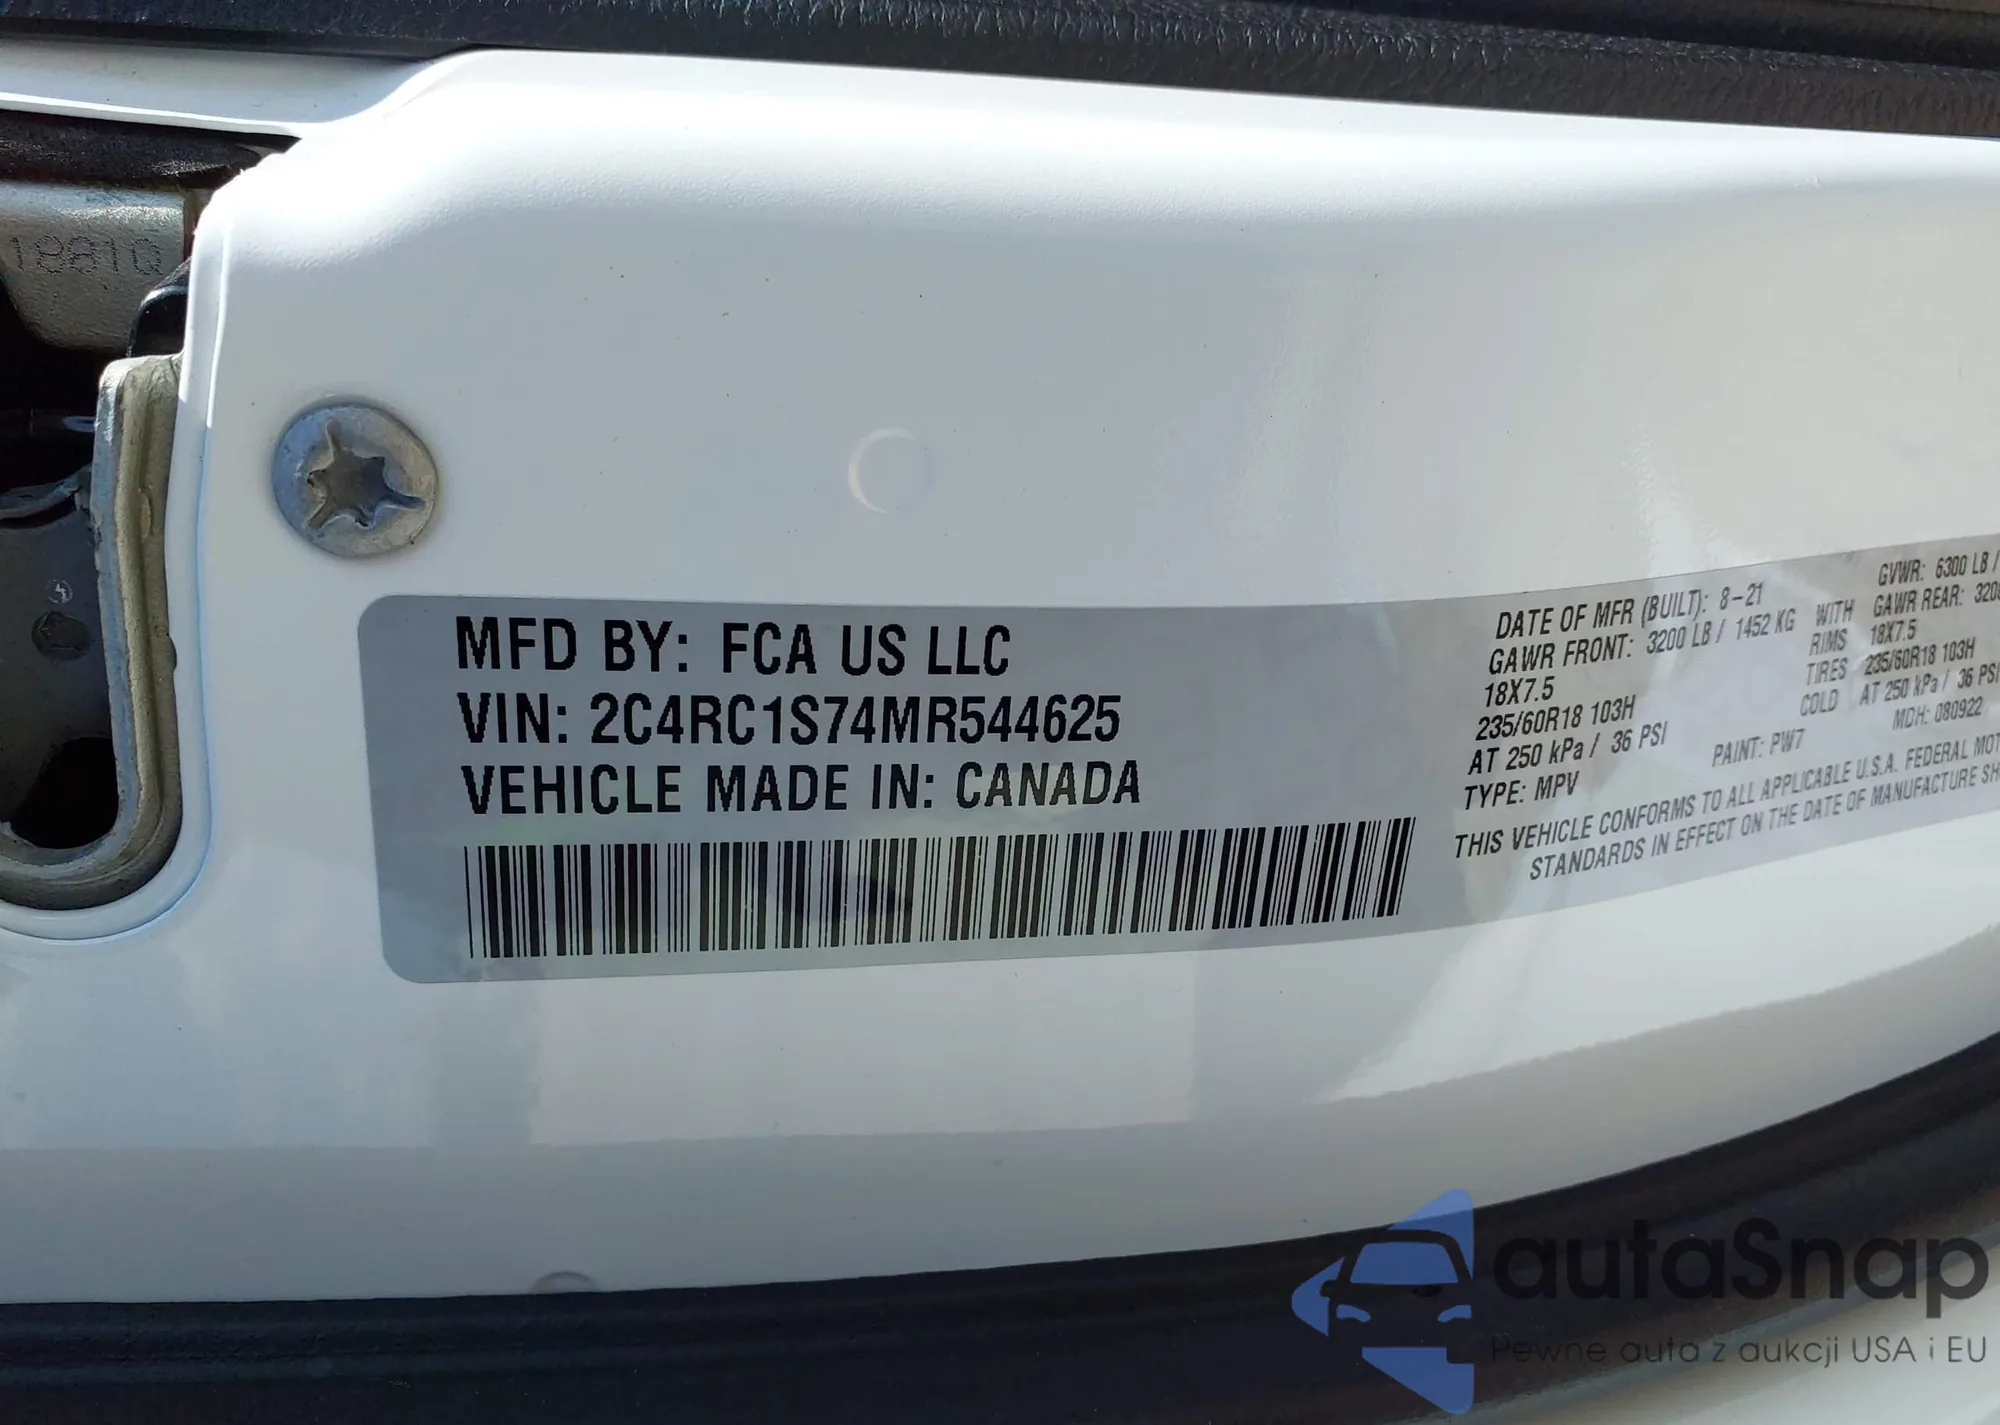 18810
MFD BY: FCA US LLC
VIN: 2C4RC1S74MR544625
VEHICLE MADE IN: CANADA
DATE OF MFR (BUILT): 8-21 GVWR: 6300 LB /
GAWR FRONT: 3200 LB / 1452 KG WITH GAWR REAR: 320
18X7.5 RIMS 18X7.5
235/60R18 103H TIRES 235/60R18 103H
AT 250 kPa / 36 PSI COLD AT 250 kPa / 36 PSI
TYPE: MPV PAINT: PW7 MDH: 080922
THIS VEHICLE CONFORMS TO ALL APPLICABLE U.S.A. FEDERAL MOT
STANDARDS IN EFFECT ON THE DATE OF MANUFACTURE SH
autaSnap
Pewne auta z aukcji USA i EU